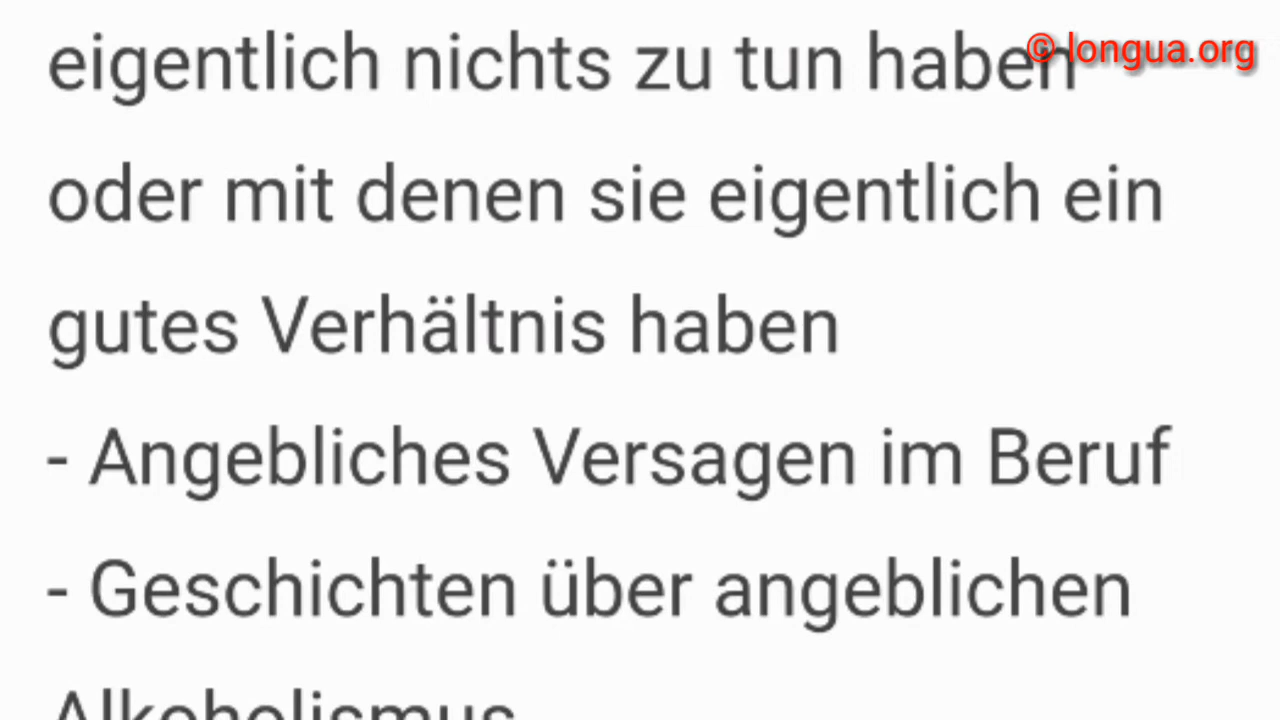 eigentlich nichts zu tun haben
© longua.org
oder mit denen sie eigentlich ein
gutes Verhältnis haben
- Angebliches Versagen im Beruf
- Geschichten über angeblichen
Alkoholismus